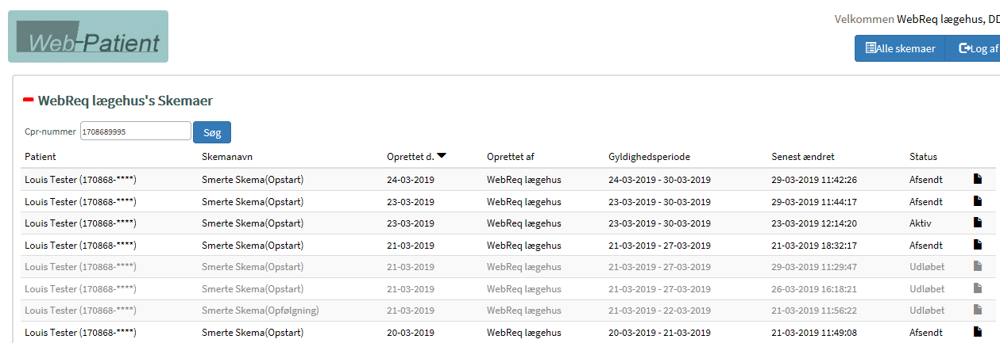 Web-Patient
Velkommen WebReq lægehus, DD
Alle skemaer Log af
WebReq lægehus's Skemaer
Cpr-nummer 1708689995 Søg
Patient Skemanavn Oprettet d. Oprettet af Gyldighedsperiode Senest ændret Status
Louis Tester (170868-****) Smerte Skema(Opstart) 24-03-2019 WebReq lægehus 24-03-2019 - 30-03-2019 29-03-2019 11:42:26 Afsendt
Louis Tester (170868-****) Smerte Skema(Opstart) 23-03-2019 WebReq lægehus 23-03-2019 - 30-03-2019 29-03-2019 11:44:17 Afsendt
Louis Tester (170868-****) Smerte Skema(Opstart) 23-03-2019 WebReq lægehus 23-03-2019 - 30-03-2019 23-03-2019 12:14:20 Aktiv
Louis Tester (170868-****) Smerte Skema(Opstart) 21-03-2019 WebReq lægehus 21-03-2019 - 27-03-2019 21-03-2019 18:32:17 Afsendt
Louis Tester (170868-****) Smerte Skema(Opstart) 21-03-2019 WebReq lægehus 21-03-2019 - 27-03-2019 29-03-2019 11:29:47 Udløbet
Louis Tester (170868-****) Smerte Skema(Opstart) 21-03-2019 WebReq lægehus 21-03-2019 - 27-03-2019 26-03-2019 16:18:21 Udløbet
Louis Tester (170868-****) Smerte Skema(Opfølgning) 21-03-2019 WebReq lægehus 21-03-2019 - 22-03-2019 21-03-2019 11:56:22 Udløbet
Louis Tester (170868-****) Smerte Skema(Opstart) 20-03-2019 WebReq lægehus 20-03-2019 - 21-03-2019 21-03-2019 11:49:08 Afsendt